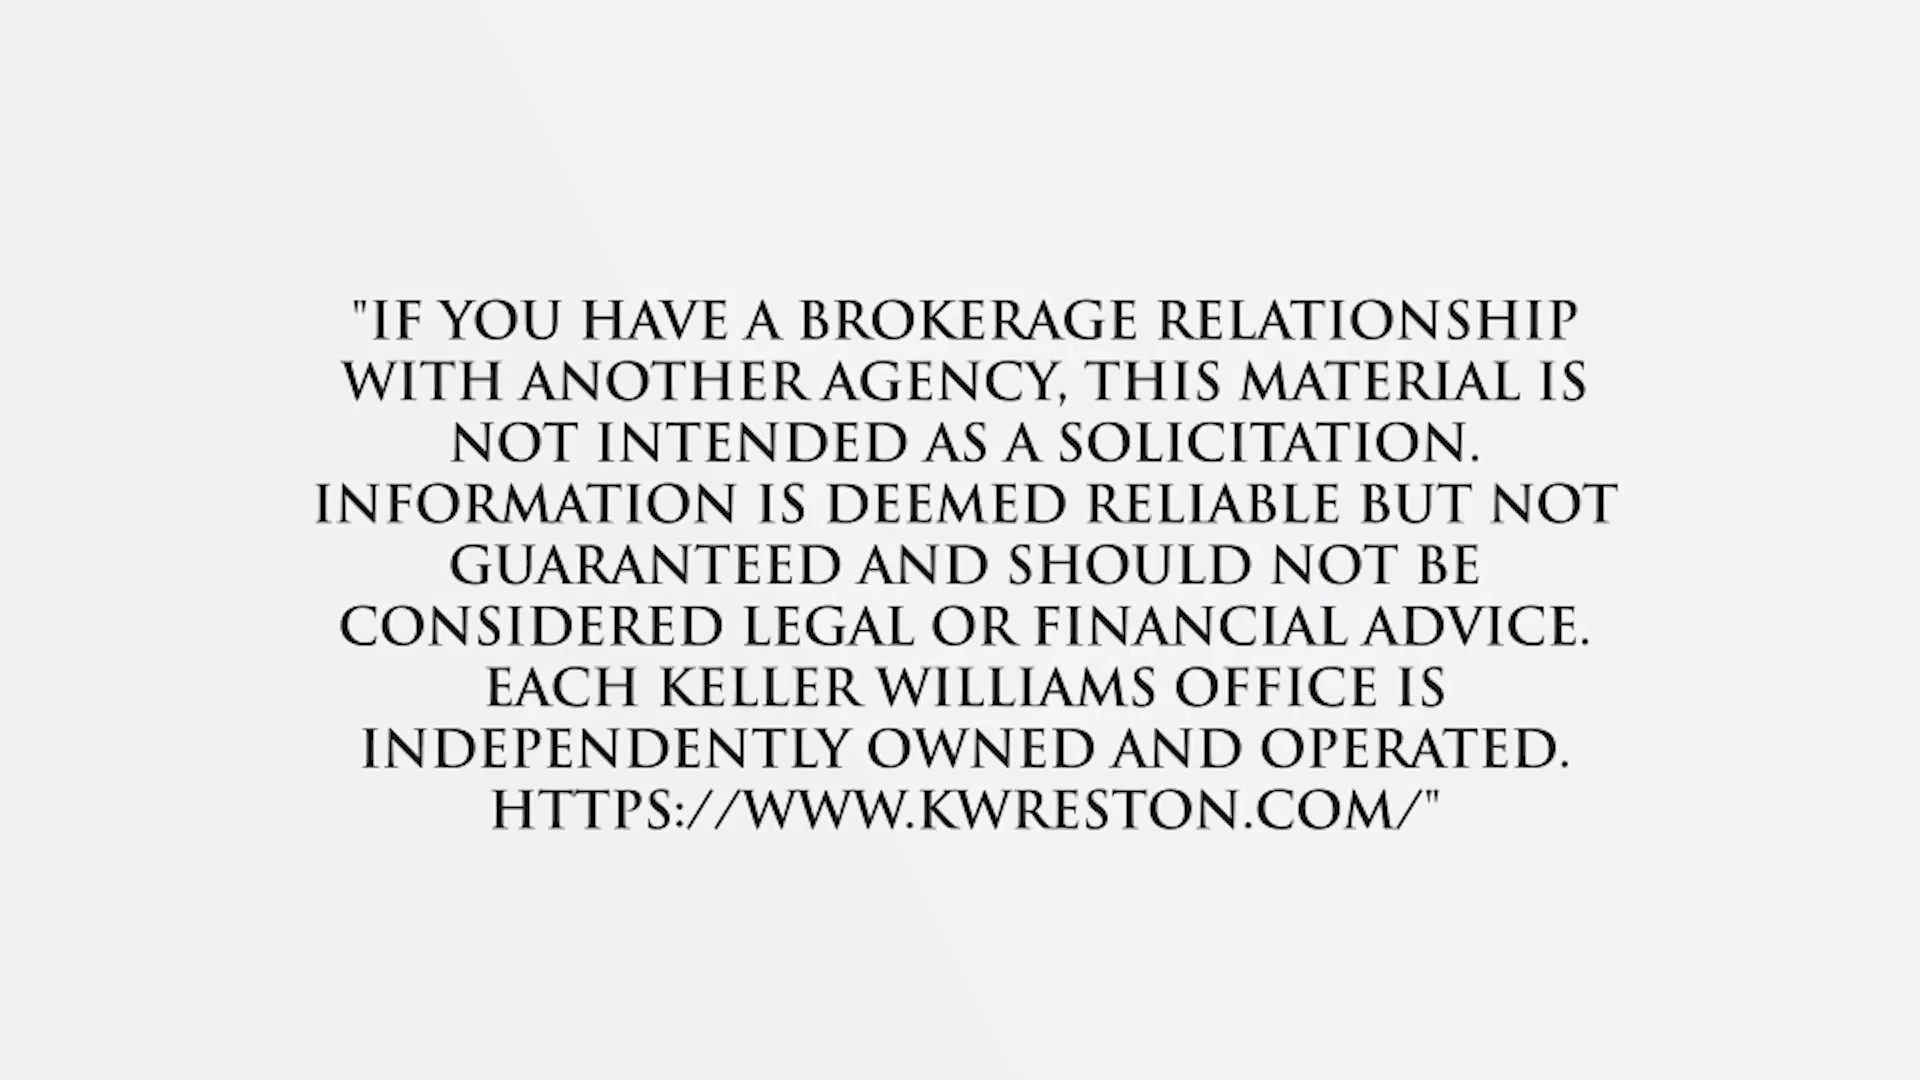 "IF YOU HAVE A BROKERAGE RELATIONSHIP
WITH ANOTHER AGENCY, THIS MATERIAL IS
NOT INTENDED AS A SOLICITATION.
INFORMATION IS DEEMED RELIABLE BUT NOT
GUARANTEED AND SHOULD NOT BE
CONSIDERED LEGAL OR FINANCIAL ADVICE.
EACH KELLER WILLIAMS OFFICE IS
INDEPENDENTLY OWNED AND OPERATED.
HTTPS://WWW.KWRESTON.COM/"